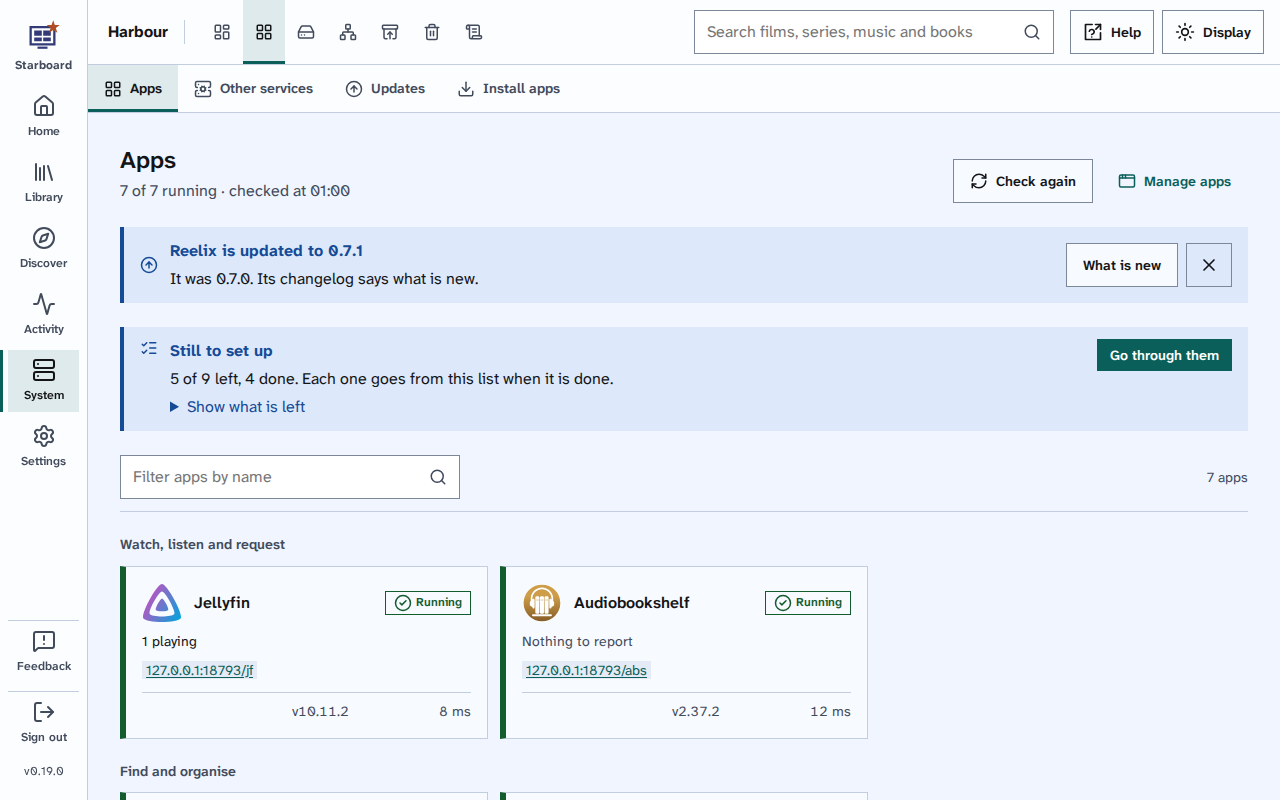 Starboard
Home
Library
Discover
Activity
System
Settings
Feedback
Sign out
v0.19.0
Harbour
Search films, series, music and books
Help
Display
Apps
Other services
Updates
Install apps
Apps
7 of 7 running · checked at 01:00
Check again
Manage apps
Reelix is updated to 0.7.1
It was 0.7.0. Its changelog says what is new.
What is new
Still to set up
5 of 9 left, 4 done. Each one goes from this list when it is done.
Show what is left
Go through them
Filter apps by name
7 apps
Watch, listen and request
Jellyfin
Running
1 playing
127.0.0.1:18793/jf
v10.11.2
8 ms
Audiobookshelf
Running
Nothing to report
127.0.0.1:18793/abs
v2.37.2
12 ms
Find and organise